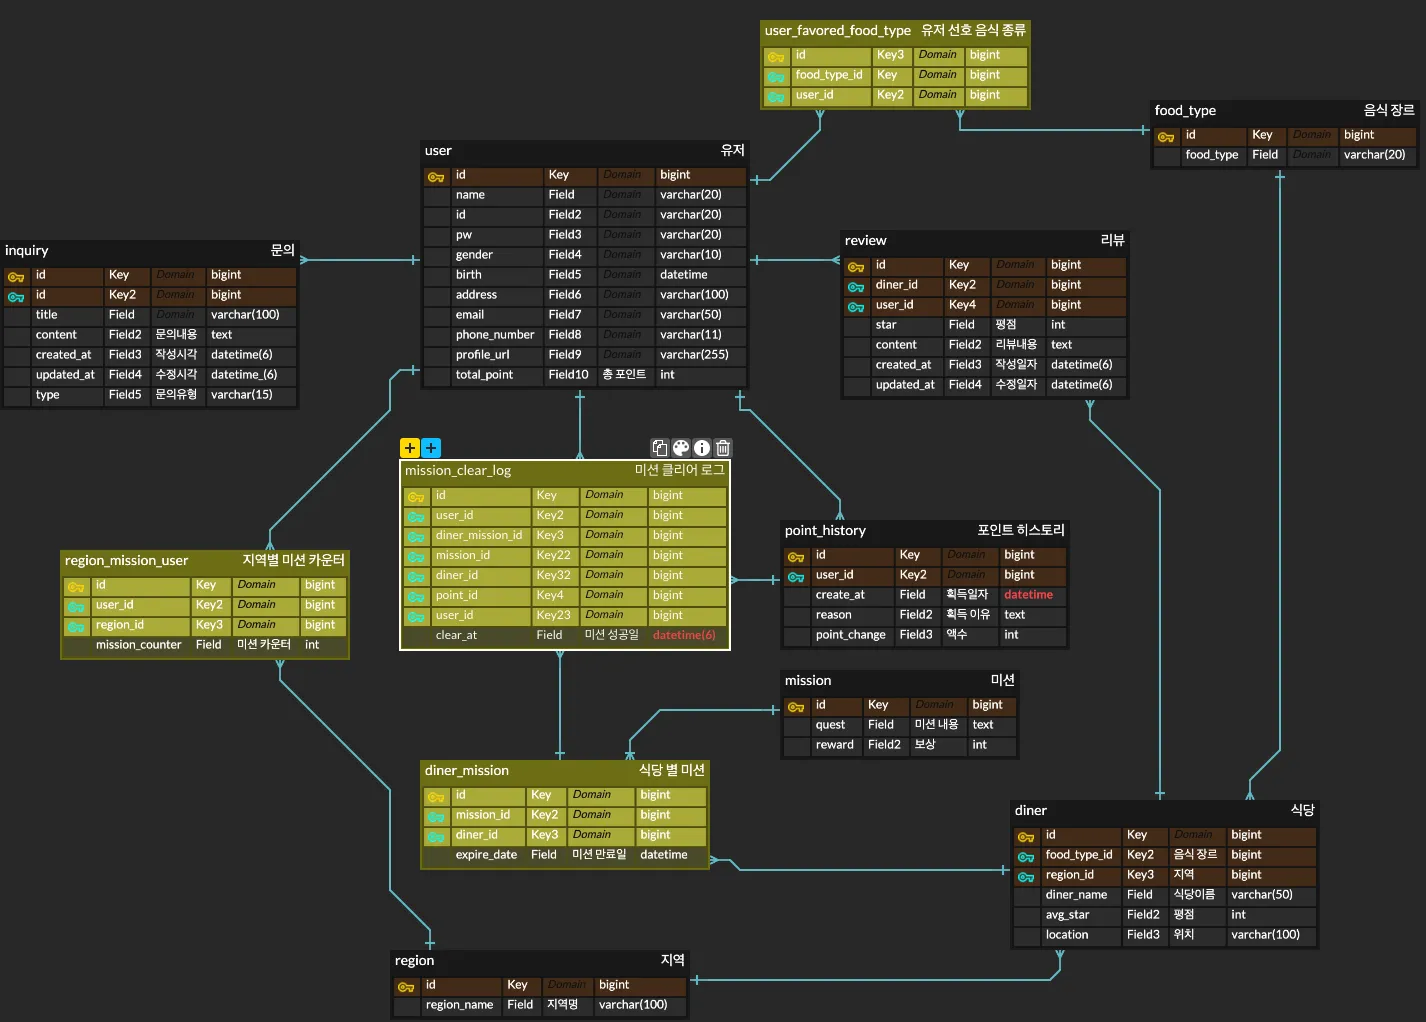 user_favored_food_type 유저 선호 음식 종류
id Key3 Domain bigint
food_type_id Key Domain bigint
user_id Key2 Domain bigint
food_type 음식 장르
id Key Domain bigint
food_type Field Domain varchar(20)
user 유저
id Key Domain bigint
name Field Domain varchar(20)
id Field2 Domain varchar(20)
pw Field3 Domain varchar(20)
gender Field4 Domain varchar(10)
birth Field5 Domain datetime
address Field6 Domain varchar(100)
email Field7 Domain varchar(50)
phone_number Field8 Domain varchar(11)
profile_url Field9 Domain varchar(255)
total_point Field10 총 포인트 int
inquiry 문의
id Key Domain bigint
id Key2 Domain bigint
title Field Domain varchar(100)
content Field2 문의내용 text
created_at Field3 작성시각 datetime(6)
updated_at Field4 수정시각 datetime_(6)
type Field5 문의유형 varchar(15)
review 리뷰
id Key Domain bigint
diner_id Key2 Domain bigint
user_id Key4 Domain bigint
star Field 평점 int
content Field2 리뷰내용 text
created_at Field3 작성일자 datetime(6)
updated_at Field4 수정일자 datetime(6)
mission_clear_log 미션 클리어 로그
id Key Domain bigint
user_id Key2 Domain bigint
diner_mission_id Key3 Domain bigint
mission_id Key22 Domain bigint
diner_id Key32 Domain bigint
point_id Key4 Domain bigint
user_id Key23 Domain bigint
clear_at Field 미션 성공일 datetime(6)
point_history 포인트 히스토리
id Key Domain bigint
user_id Key2 Domain bigint
create_at Field 획득일자 datetime
reason Field2 획득 이유 text
point_change Field3 액수 int
region_mission_user 지역별 미션 카운터
id Key Domain bigint
user_id Key2 Domain bigint
region_id Key3 Domain bigint
mission_counter Field 미션 카운터 int
mission 미션
id Key Domain bigint
quest Field 미션 내용 text
reward Field2 보상 int
diner_mission 식당 별 미션
id Key Domain bigint
mission_id Key2 Domain bigint
diner_id Key3 Domain bigint
expire_date Field 미션 만료일 datetime
diner 식당
id Key Domain bigint
food_type_id Key2 음식 장르 bigint
region_id Key3 지역 bigint
diner_name Field 식당이름 varchar(50)
avg_star Field2 평점 int
location Field3 위치 varchar(100)
region 지역
id Key Domain bigint
region_name Field 지역명 varchar(100)